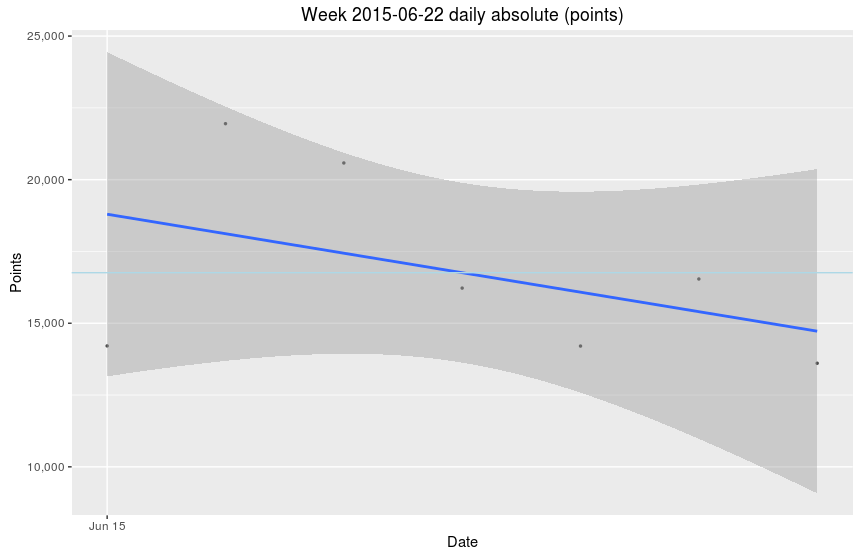 Week 2015-06-22 daily absolute (points)
25,000
20,000
15,000
10,000
Points
Jun 15
Date